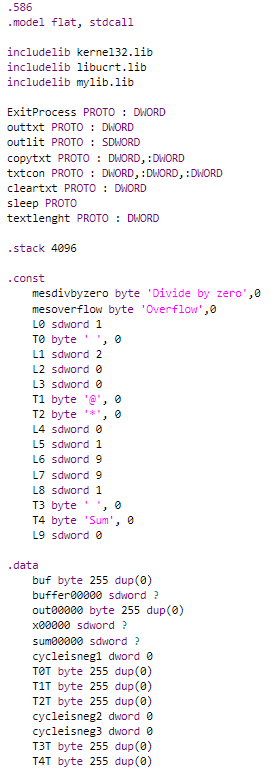 .586
.model flat, stdcall
includelib kernel32.lib
includelib libucrt.lib
includelib mylib.lib
ExitProcess PROTO : DWORD
outtxt PROTO : DWORD
outlit PROTO : SDWORD
copytxt PROTO : DWORD,:DWORD
txtcon PROTO : DWORD,:DWORD,:DWORD
cleartxt PROTO : DWORD
sleep PROTO
textlenght PROTO : DWORD
.stack 4096
.const
mesdivbyzero byte 'Divide by zero',0
mesoverflow byte 'Overflow',0
L0 sdword 1
T0 byte ' ', 0
L1 sdword 2
L2 sdword 0
L3 sdword 0
T1 byte '@', 0
T2 byte '*', 0
L4 sdword 0
L5 sdword 1
L6 sdword 9
L7 sdword 9
L8 sdword 1
T3 byte ' ', 0
T4 byte 'Sum', 0
L9 sdword 0
.data
buf byte 255 dup(0)
buffer00000 sdword ?
out00000 byte 255 dup(0)
x00000 sdword ?
sum00000 sdword ?
cycleisneg1 dword 0
T0T byte 255 dup(0)
T1T byte 255 dup(0)
T2T byte 255 dup(0)
cycleisneg2 dword 0
cycleisneg3 dword 0
T3T byte 255 dup(0)
T4T byte 255 dup(0)